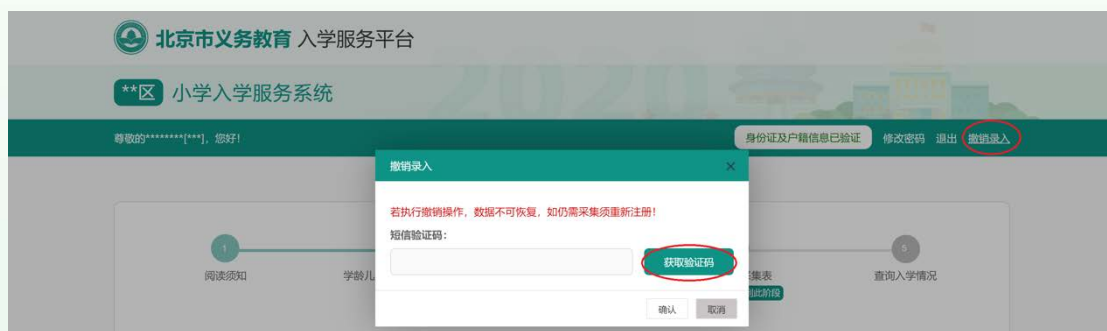 北京市义务教育 入学服务平台
2020
**区 小学入学服务系统
尊敬的********[***]，您好！
身份证及户籍信息已验证 修改密码 退出 撤销录入
撤销录入 ×
若执行撤销操作，数据不可恢复，如仍需采集须重新注册！
短信验证码：
获取验证码
确认 取消
1
阅读须知
学龄儿
集表
此阶段
5
查询入学情况